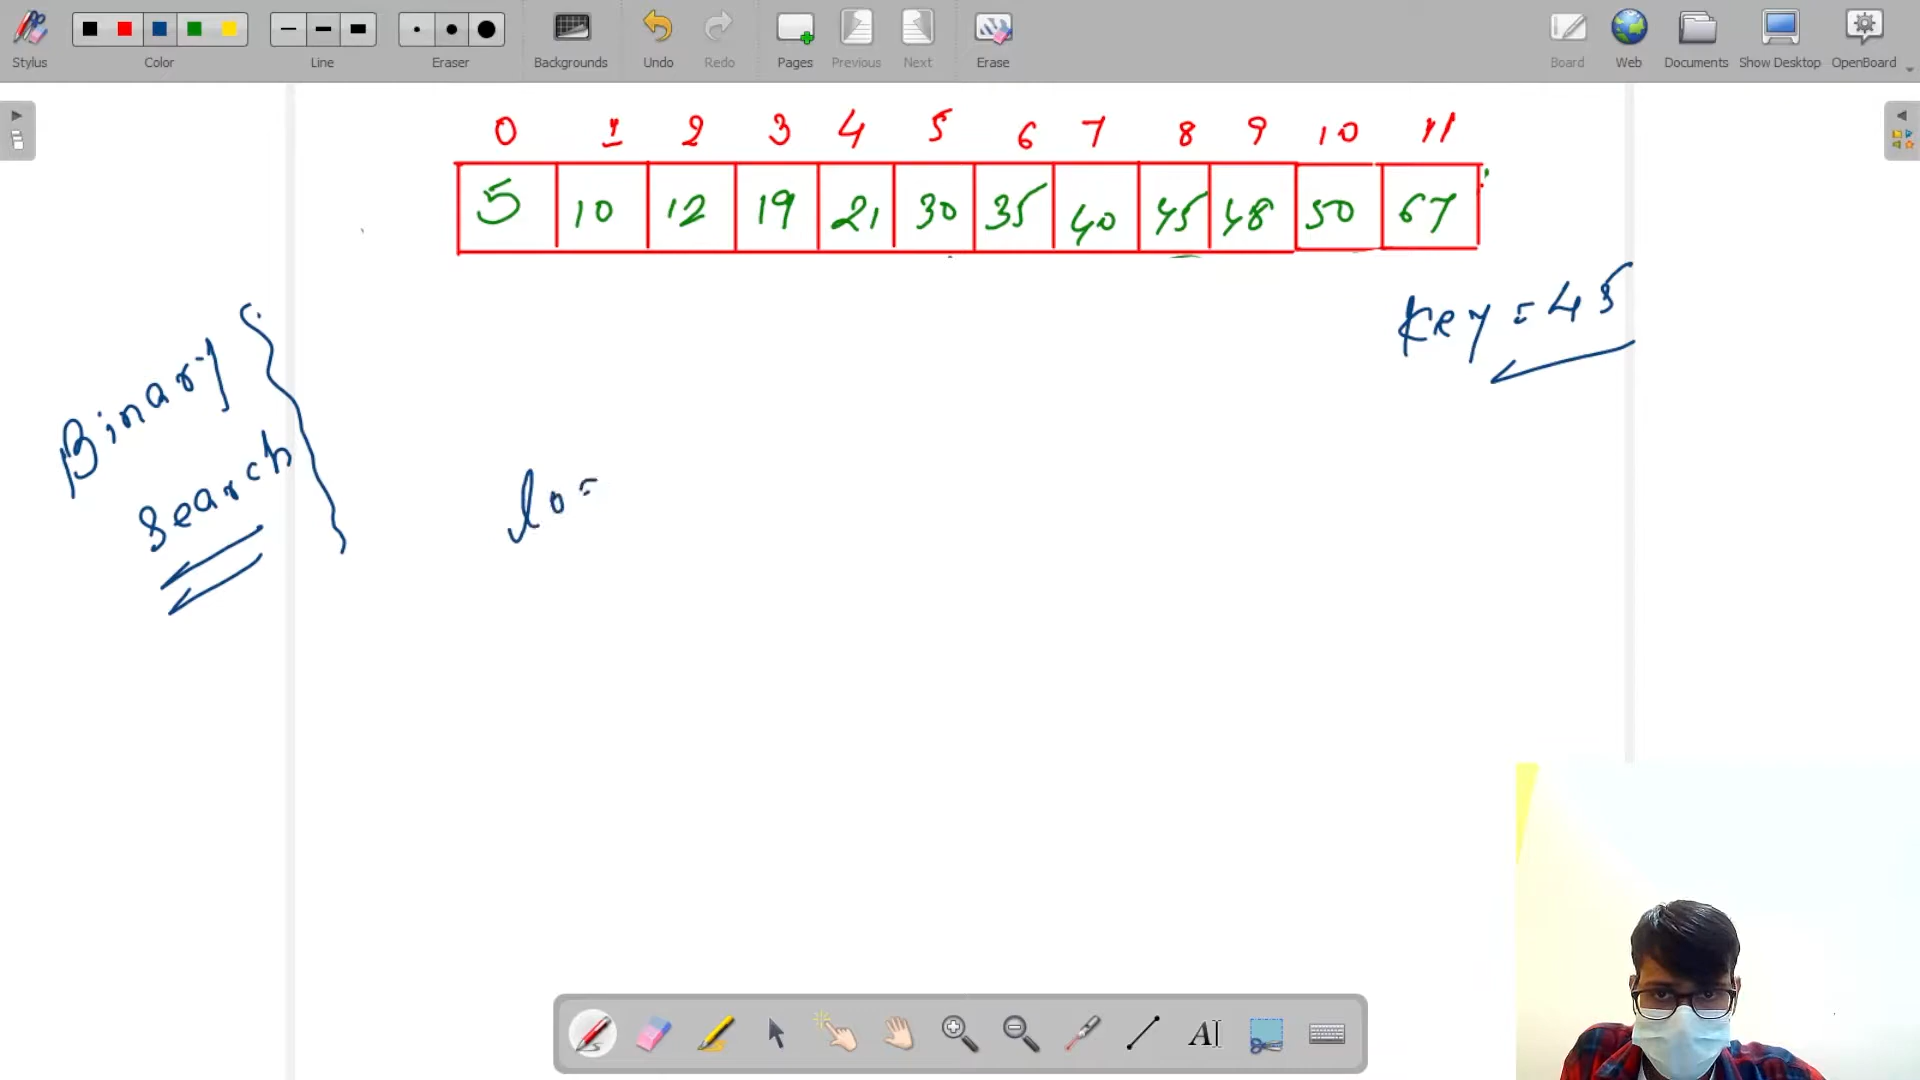 Stylus Color Line Eraser Backgrounds Undo Redo Pages Previous Next Erase Board Web Documents Show Desktop OpenBoard
0 1 2 3 4 5 6 7 8 9 10 11
5 10 12 19 21 30 35 40 45 48 50 67
Key = 45
Binary
Search
lo =
AI